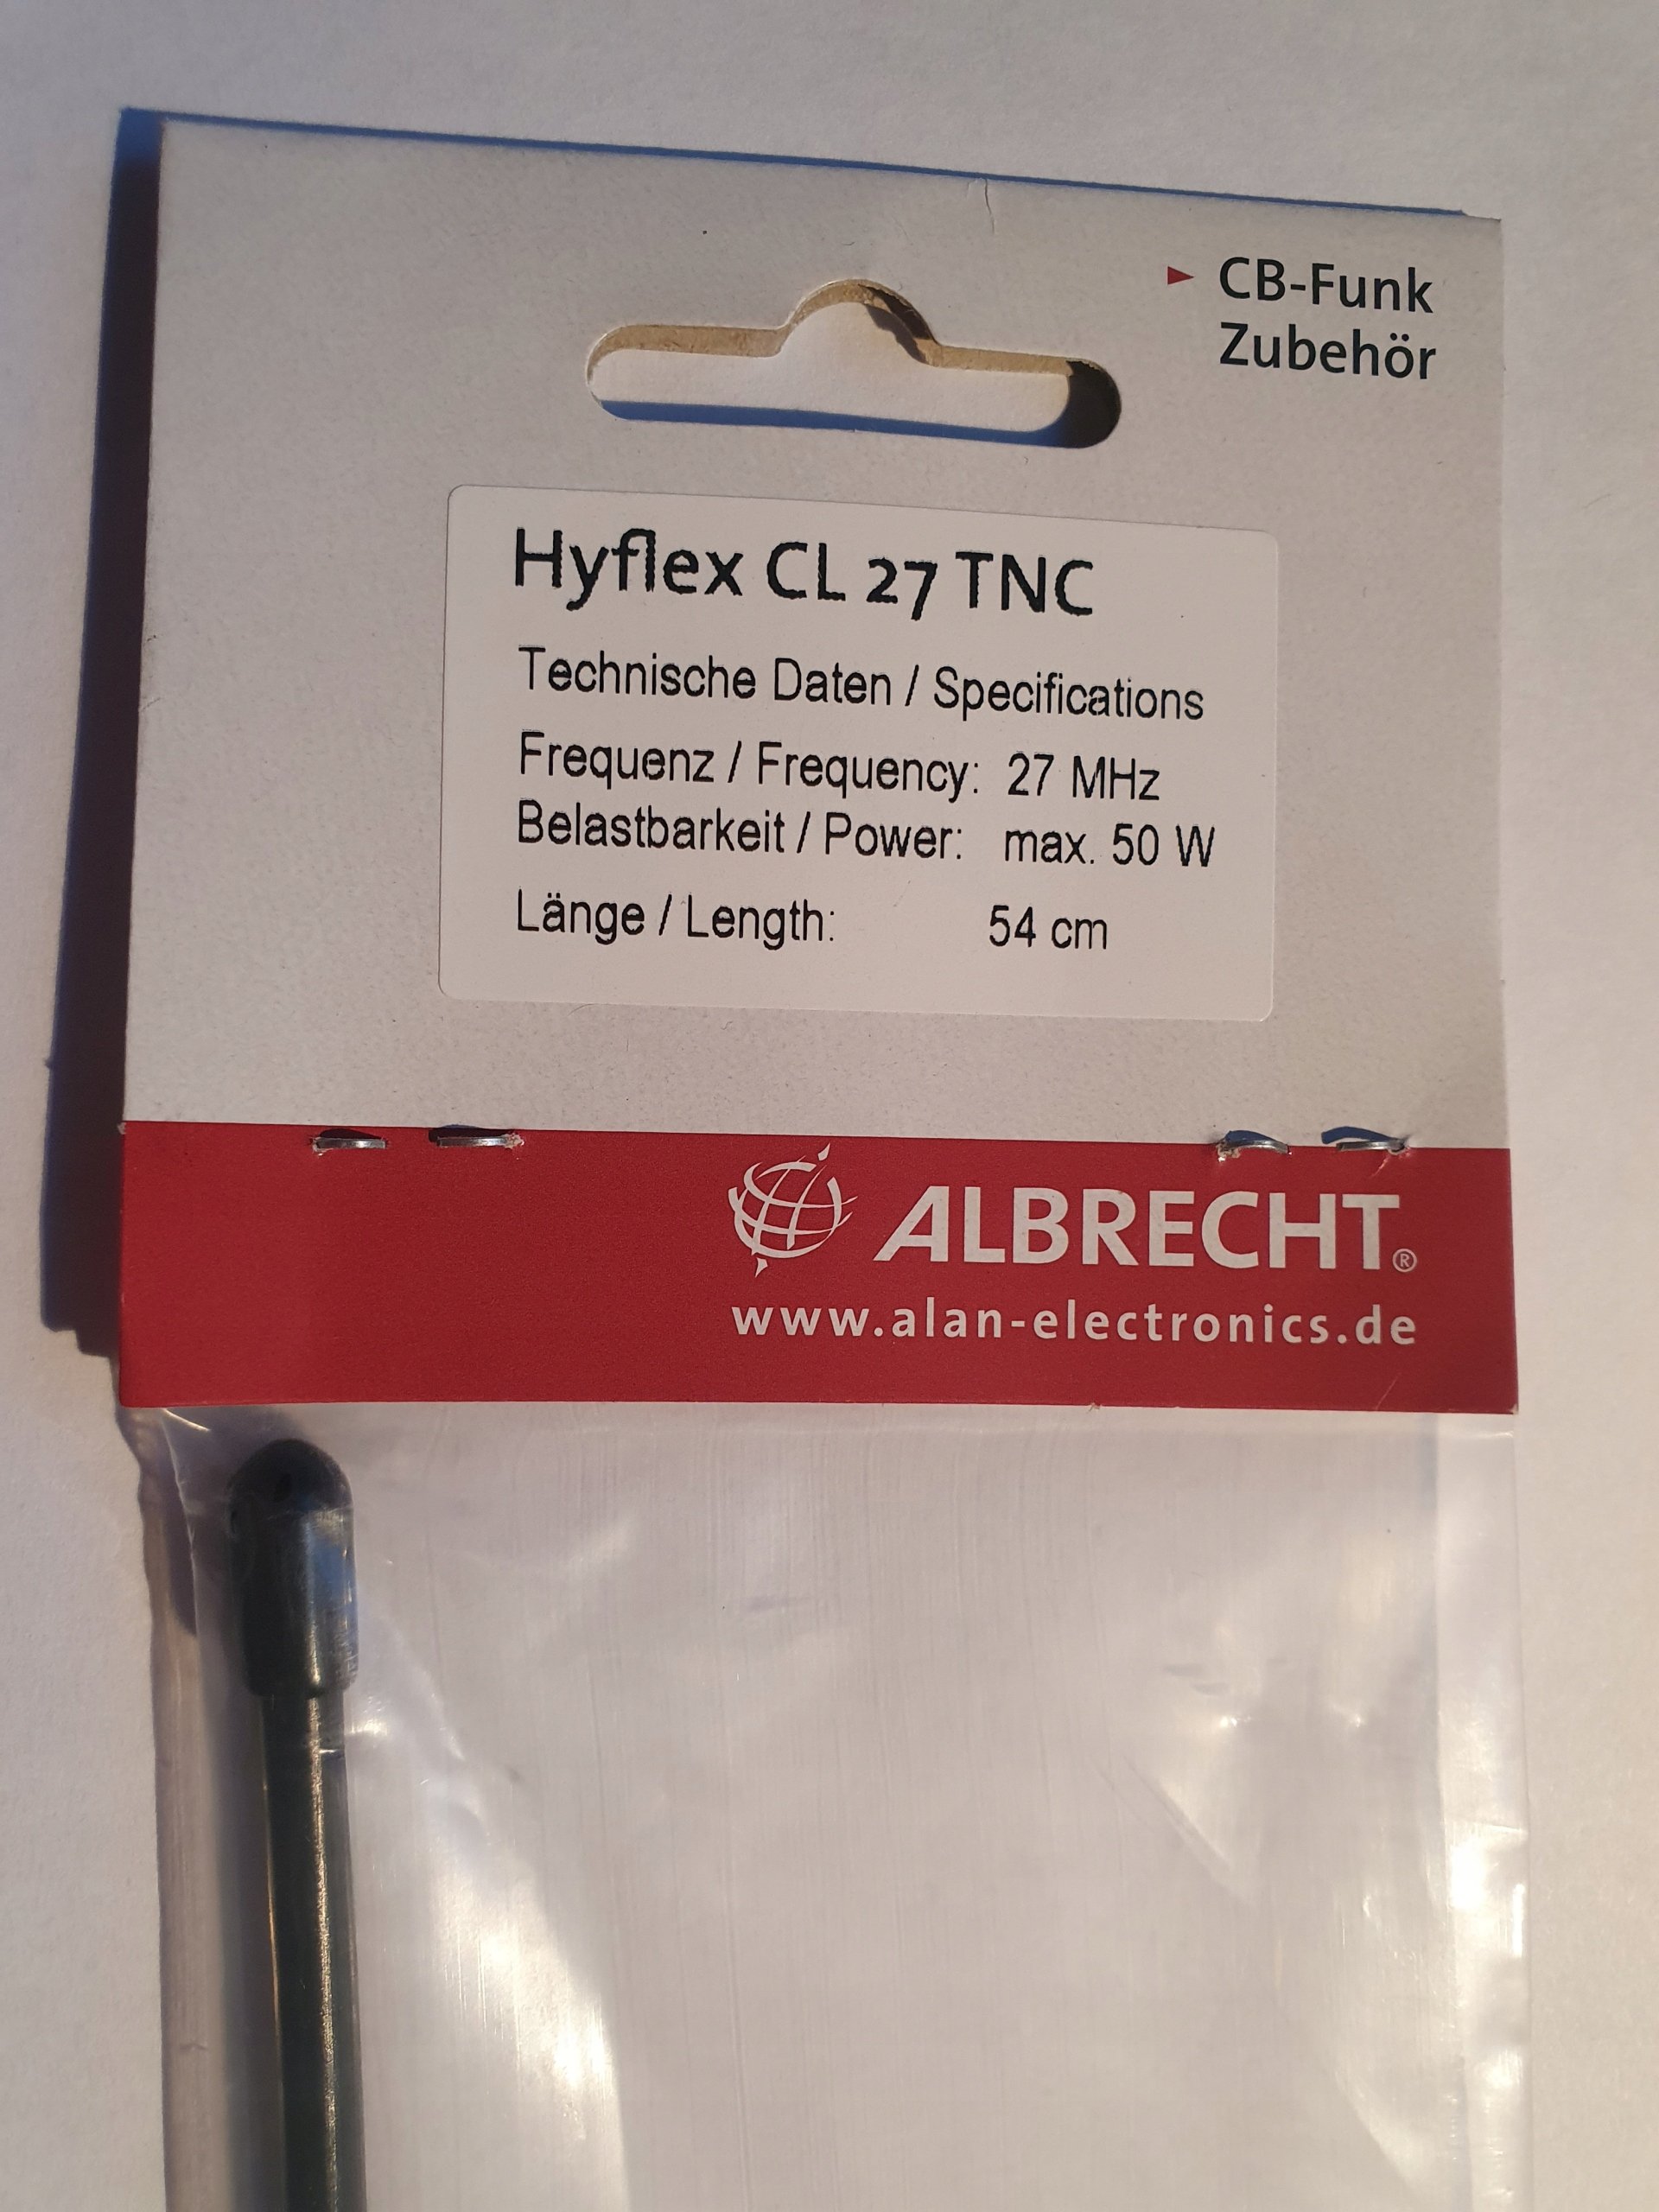 CB-Funk
Zubehör
Hyflex CL 27 TNC
Technische Daten / Specifications
Frequenz / Frequency: 27 MHz
Belastbarkeit / Power: max. 50 W
Länge / Length: 54 cm
ALBRECHT®
www.alan-electronics.de